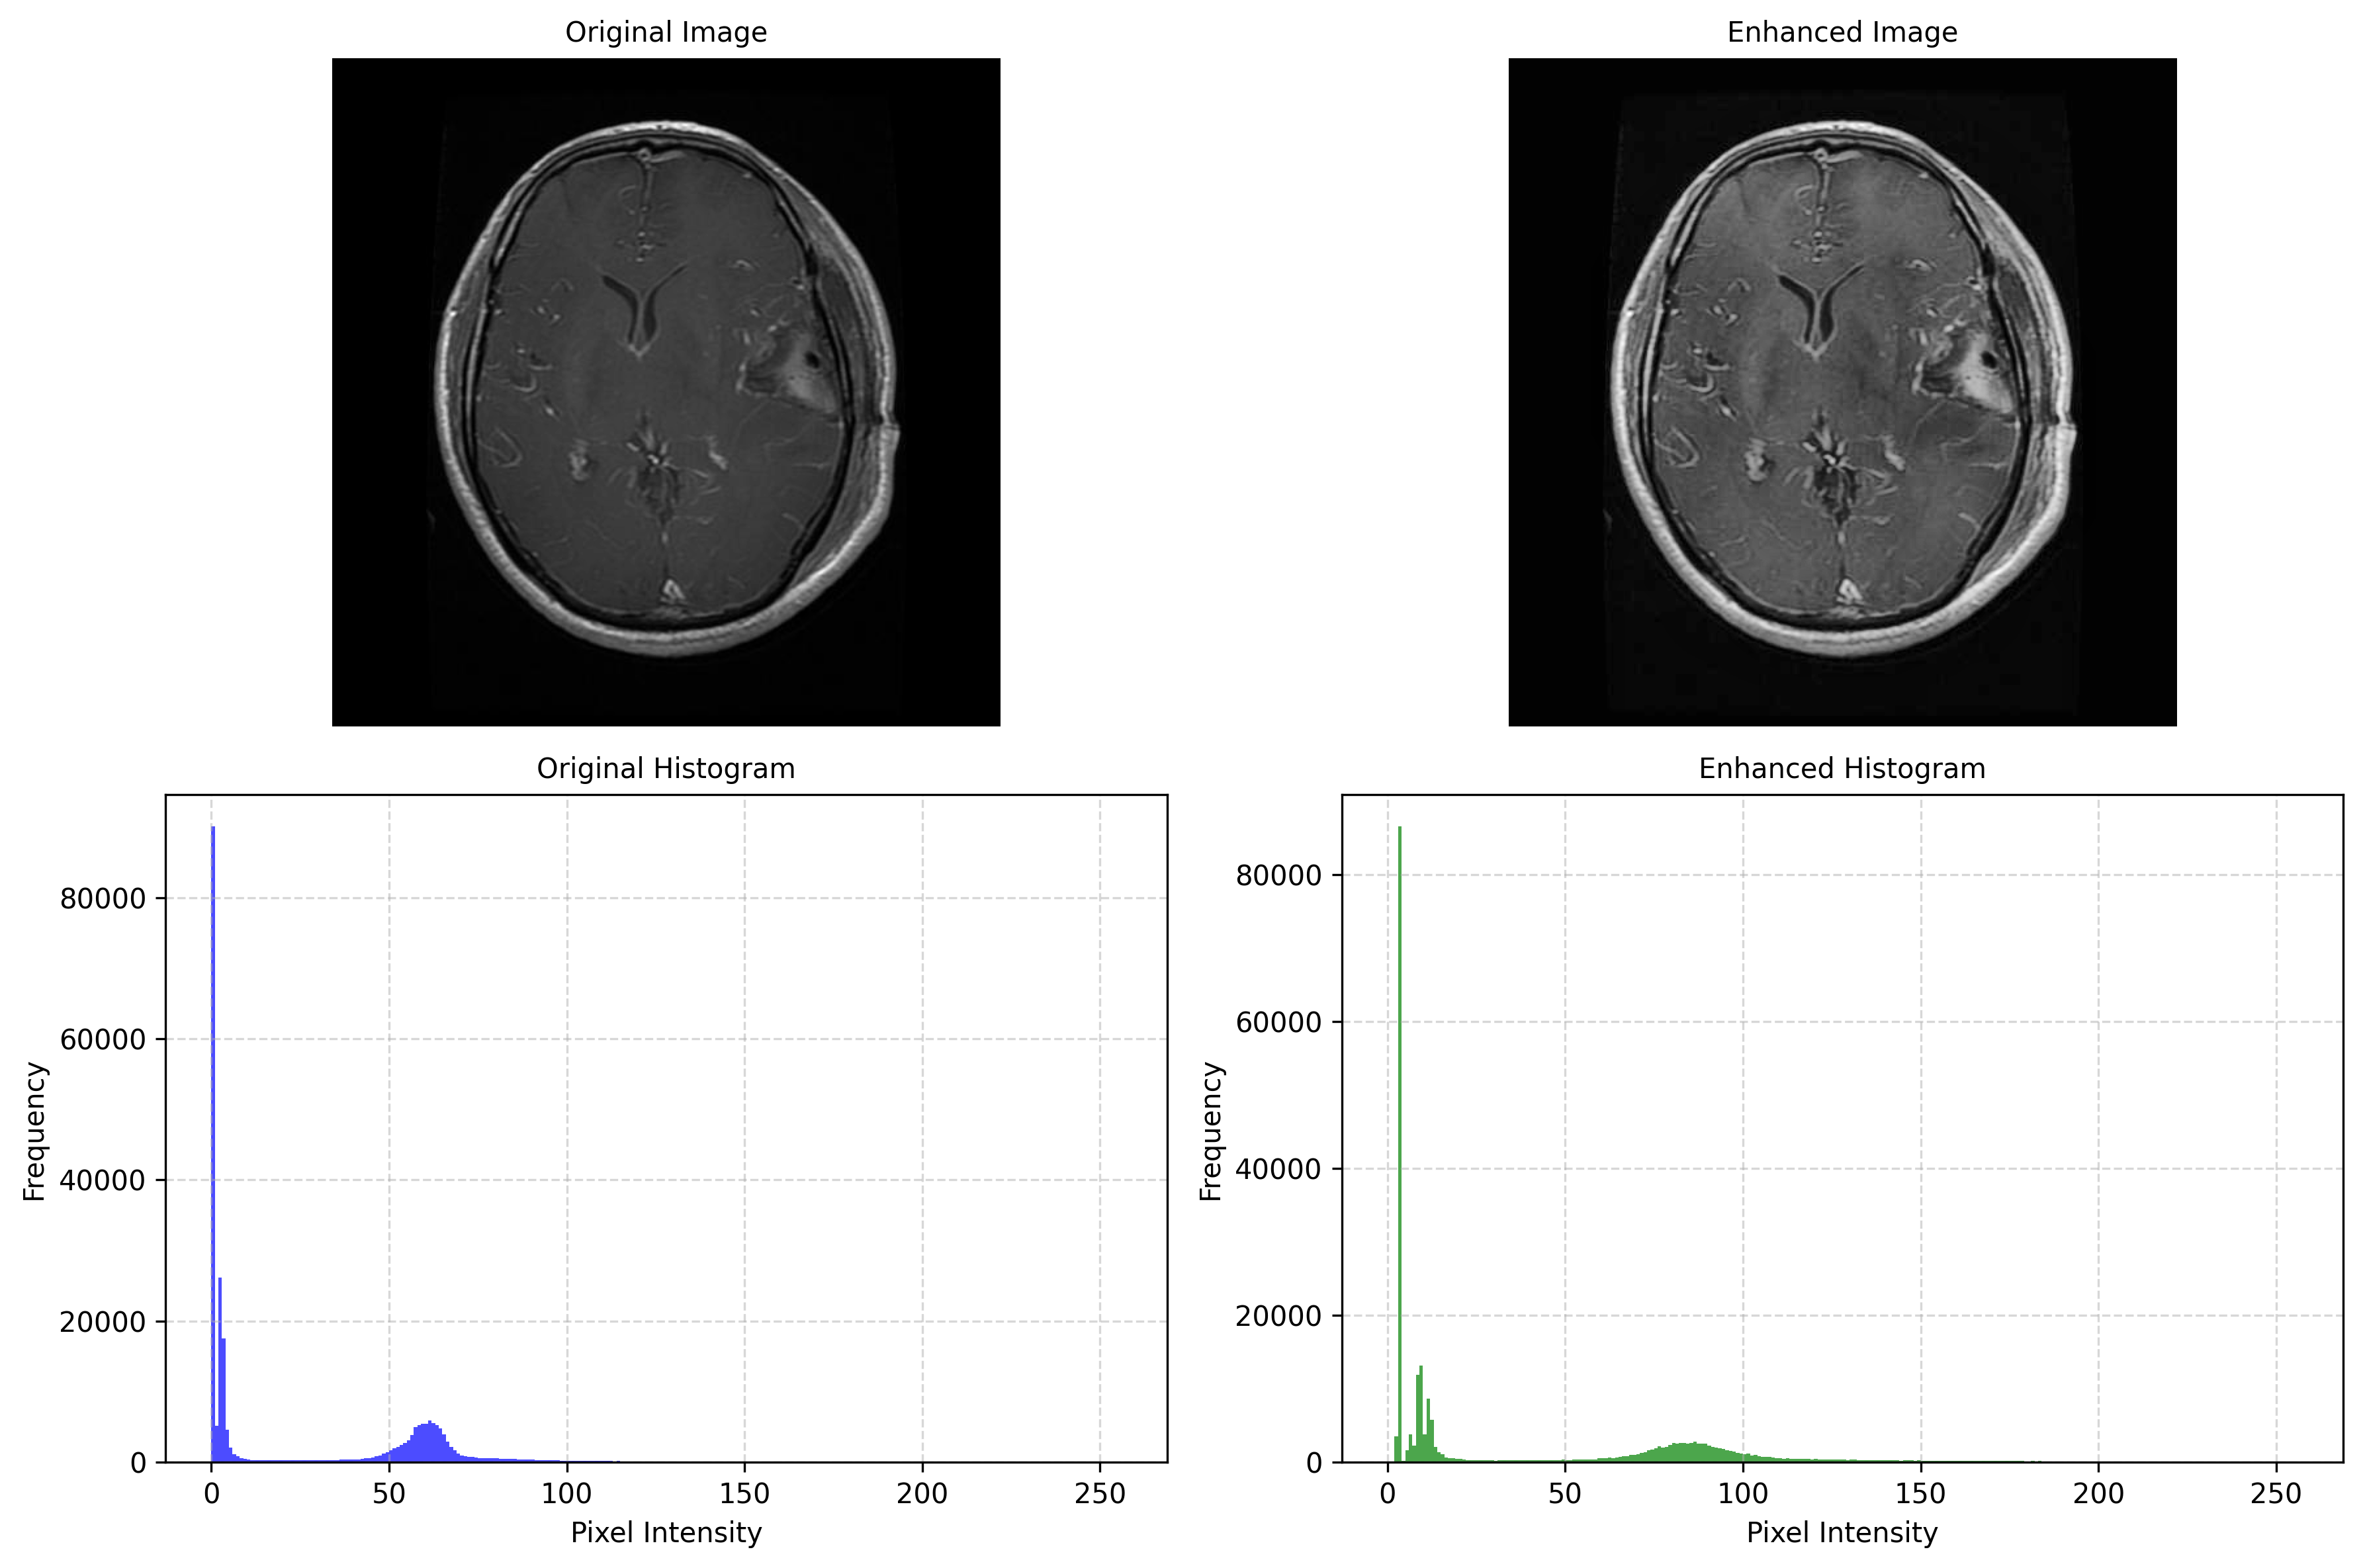 Original Image
Enhanced Image
Original Histogram
Enhanced Histogram
80000
60000
40000
20000
0
Frequency
0 50 100 150 200 250
Pixel Intensity
80000
60000
40000
20000
0
Frequency
0 50 100 150 200 250
Pixel Intensity